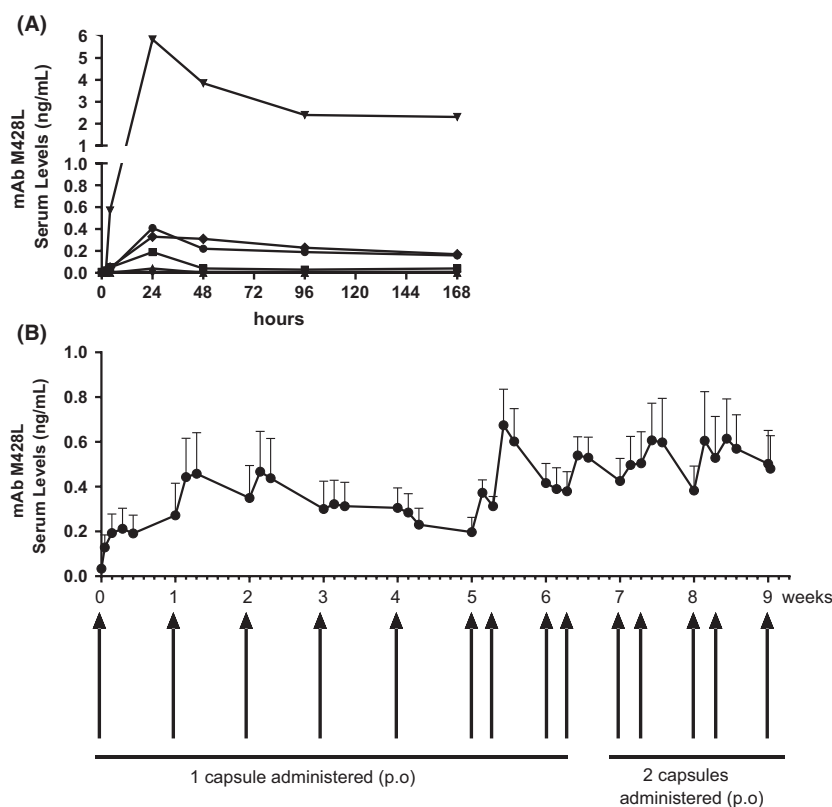 (A)
mAb M428L
Serum Levels (ng/mL)
6
5
4
3
2
1
1.0
0.8
0.6
0.4
0.2
0.0
0 24 48 72 96 120 144 168
hours
(B)
mAb M428L
Serum Levels (ng/mL)
1.0
0.8
0.6
0.4
0.2
0.0
0 1 2 3 4 5 6 7 8 9 weeks
1 capsule administered (p.o)
2 capsules
administered (p.o)